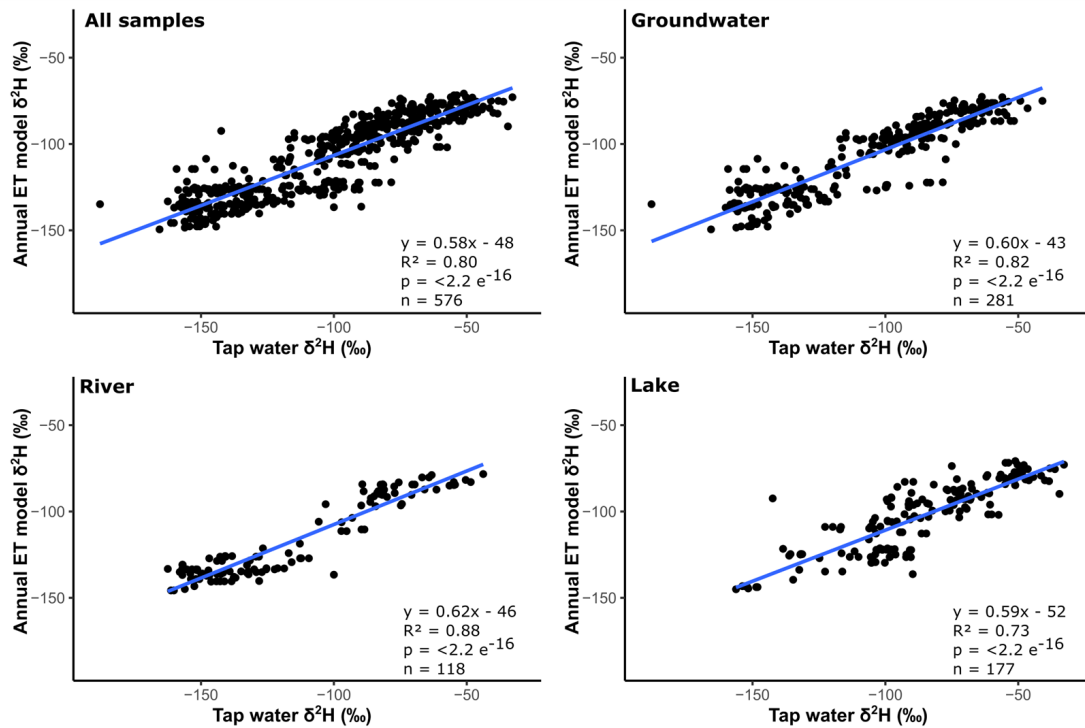 All samples
Annual ET model δ²H (‰)
−50
−100
−150
y = 0.58x - 48
R² = 0.80
p = <2.2 e⁻¹⁶
n = 576
−150 −100 −50
Tap water δ²H (‰)
Groundwater
Annual ET model δ²H (‰)
−50
−100
−150
y = 0.60x - 43
R² = 0.82
p = <2.2 e⁻¹⁶
n = 281
−150 −100 −50
Tap water δ²H (‰)
River
Annual ET model δ²H (‰)
−50
−100
−150
y = 0.62x - 46
R² = 0.88
p = <2.2 e⁻¹⁶
n = 118
−150 −100 −50
Tap water δ²H (‰)
Lake
Annual ET model δ²H (‰)
−50
−100
−150
y = 0.59x - 52
R² = 0.73
p = <2.2 e⁻¹⁶
n = 177
−150 −100 −50
Tap water δ²H (‰)